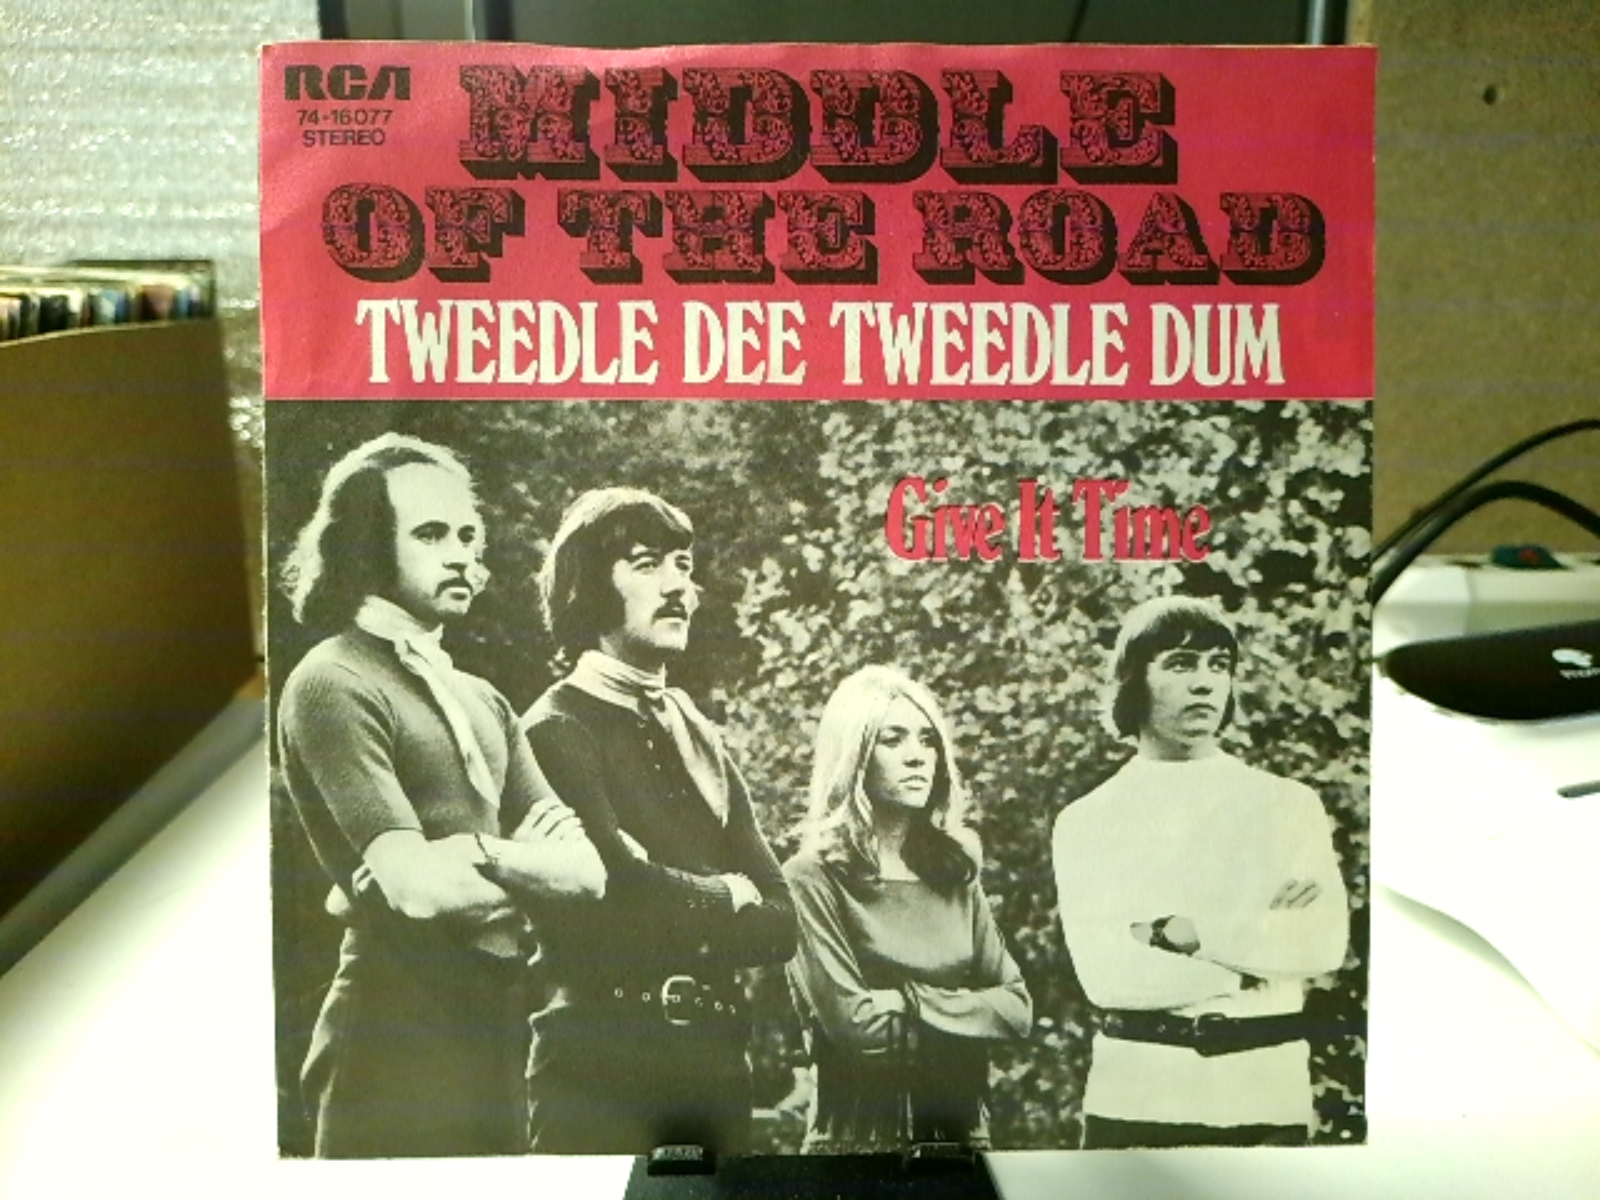 RCA
74-16077
STEREO
MIDDLE
OF THE ROAD
TWEEDLE DEE TWEEDLE DUM
Give It Time